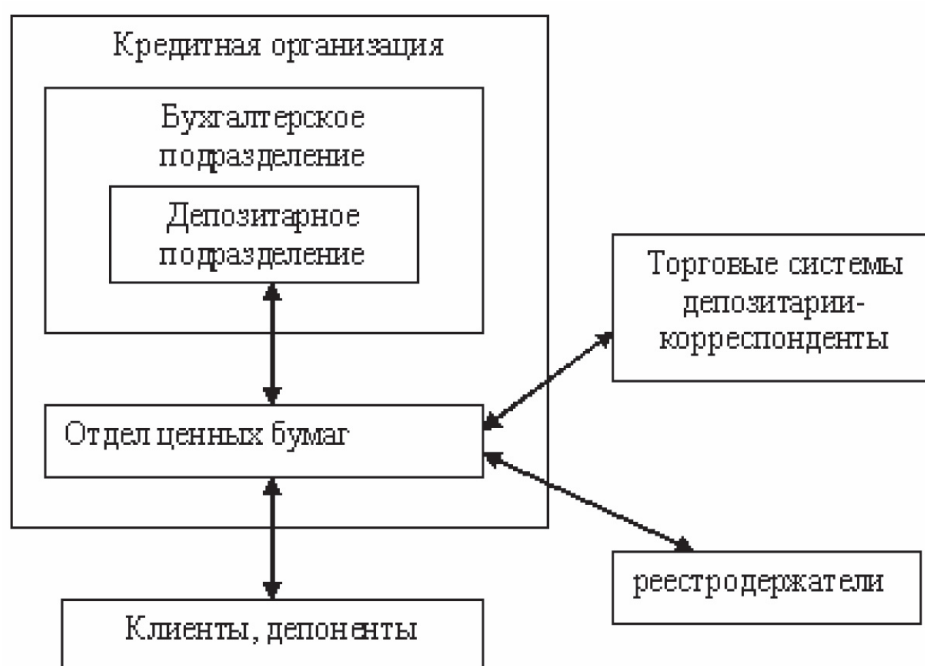 Кредитная организация
Бухгалтерское
подразделение
Депозитарное
подразделение
Торговые системы
депозитарии-
корреспонденты
Отдел ценных бумаг
реестродержатели
Клиенты, депоненты